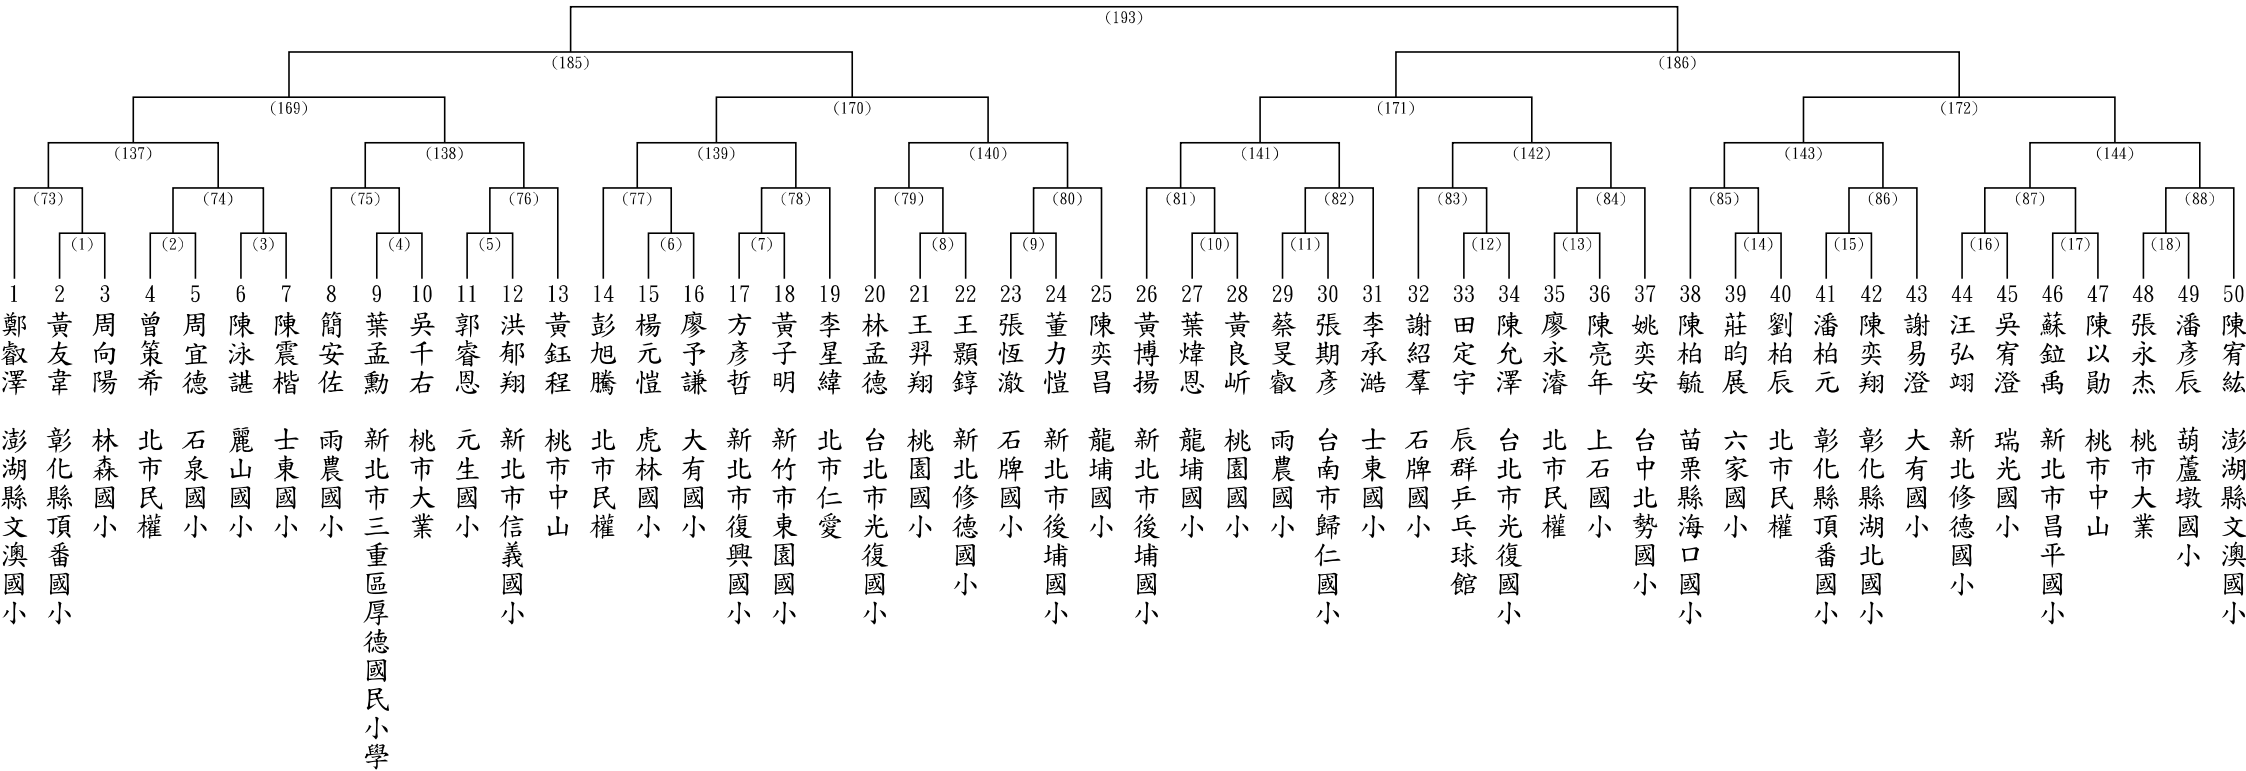 (193)
(185) (186)
(169) (170) (171) (172)
(137) (138) (139) (140) (141) (142) (143) (144)
(73) (74) (75) (76) (77) (78) (79) (80) (81) (82) (83) (84) (85) (86) (87) (88)
(1) (2) (3) (4) (5) (6) (7) (8) (9) (10) (11) (12) (13) (14) (15) (16) (17) (18)
1 鄭叡澤 澎湖縣文澳國小
2 黃友韋 彰化縣頂番國小
3 周向陽 林森國小
4 曾策希 北市民權
5 周宜德 石泉國小
6 陳泳諶 麗山國小
7 陳震楷 士東國小
8 簡安佐 雨農國小
9 葉孟勳 新北市三重區厚德國民小學
10 吳千右 桃市大業
11 郭睿恩 元生國小
12 洪郁翔 新北市信義國小
13 黃鈺程 桃市中山
14 彭旭騰 北市民權
15 楊元愷 虎林國小
16 廖予謙 大有國小
17 方彥哲 新北市復興國小
18 黃子明 新竹市東園國小
19 李星緯 北市仁愛
20 林孟德 台北市光復國小
21 王羿翔 桃園國小
22 王顥錞 新北修德國小
23 張恆澈 石牌國小
24 董力愷 新北市後埔國小
25 陳奕昌 龍埔國小
26 黃博揚 新北市後埔國小
27 葉煒恩 龍埔國小
28 黃良岓 桃園國小
29 蔡旻叡 雨農國小
30 張期彥 台南市歸仁國小
31 李承澔 士東國小
32 謝紹羣 石牌國小
33 田定宇 辰群乒乓球館
34 陳允澤 台北市光復國小
35 廖永濬 北市民權
36 陳亮年 上石國小
37 姚奕安 台中北勢國小
38 陳柏毓 苗栗縣海口國小
39 莊昀展 六家國小
40 劉柏辰 北市民權
41 潘柏元 彰化縣頂番國小
42 陳奕翔 彰化縣湖北國小
43 謝易澄 大有國小
44 汪弘翊 新北修德國小
45 吳宥澄 瑞光國小
46 蘇鉝禹 新北市昌平國小
47 陳以勛 桃市中山
48 張永杰 桃市大業
49 潘彥辰 葫蘆墩國小
50 陳宥紘 澎湖縣文澳國小